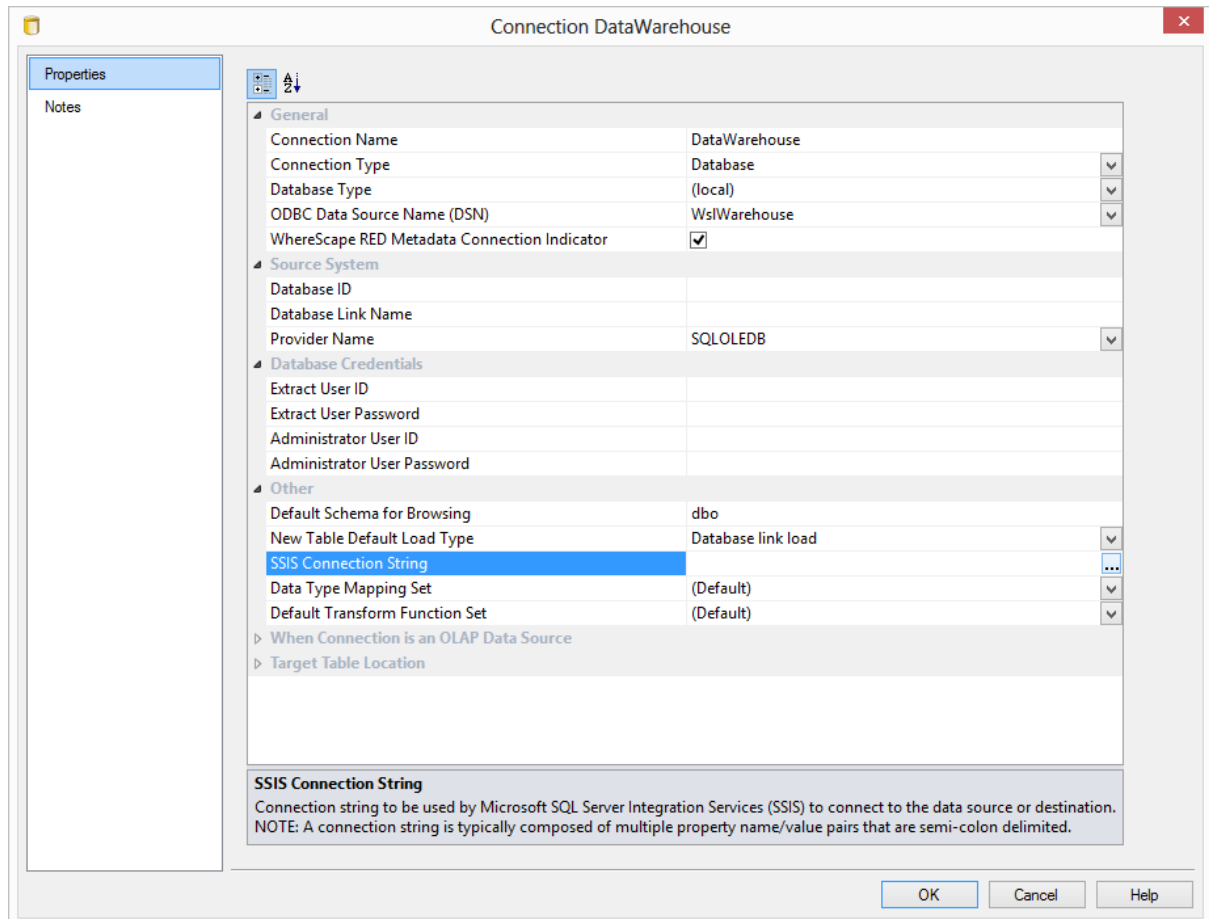 Connection DataWarehouse
Properties
Notes
General
Connection Name DataWarehouse
Connection Type Database
Database Type (local)
ODBC Data Source Name (DSN) WslWarehouse
WhereScape RED Metadata Connection Indicator
Source System
Database ID
Database Link Name
Provider Name SQLOLEDB
Database Credentials
Extract User ID
Extract User Password
Administrator User ID
Administrator User Password
Other
Default Schema for Browsing dbo
New Table Default Load Type Database link load
SSIS Connection String ...
Data Type Mapping Set (Default)
Default Transform Function Set (Default)
When Connection is an OLAP Data Source
Target Table Location
SSIS Connection String
Connection string to be used by Microsoft SQL Server Integration Services (SSIS) to connect to the data source or destination.
NOTE: A connection string is typically composed of multiple property name/value pairs that are semi-colon delimited.
OK Cancel Help